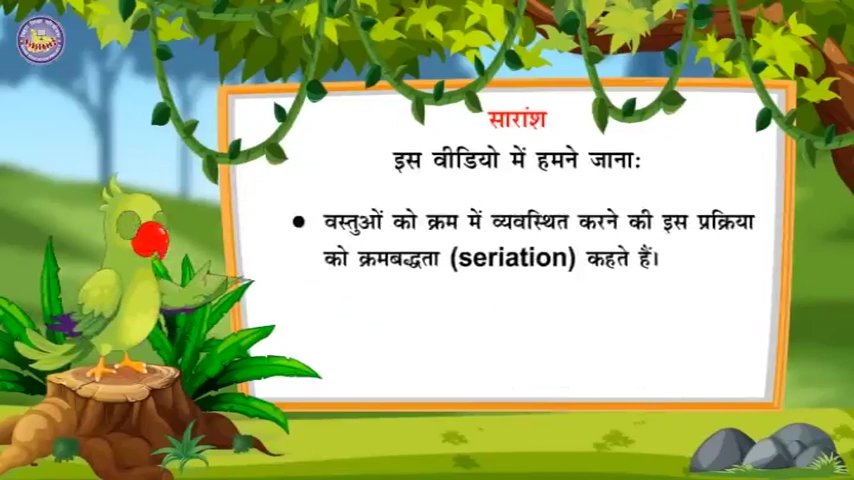 सारांश
इस वीडियो में हमने जाना:
● वस्तुओं को क्रम में व्यवस्थित करने की इस प्रक्रिया
को क्रमबद्धता (seriation) कहते हैं।